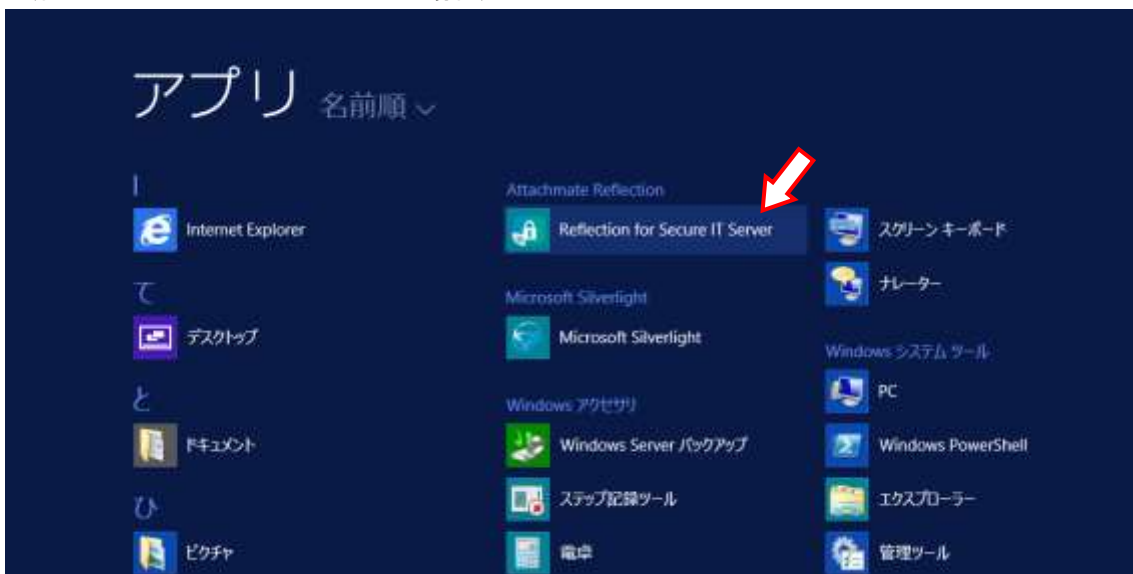 アプリ 名前順
I
Internet Explorer
て
デスクトップ
と
ドキュメント
ひ
ピクチャ
Attachmate Reflection
Reflection for Secure IT Server
Microsoft Silverlight
Microsoft Silverlight
Windows アクセサリ
Windows Server バックアップ
ステップ記録ツール
電卓
スクリーン キーボード
ナレーター
Windows システム ツール
PC
Windows PowerShell
エクスプローラー
管理ツール